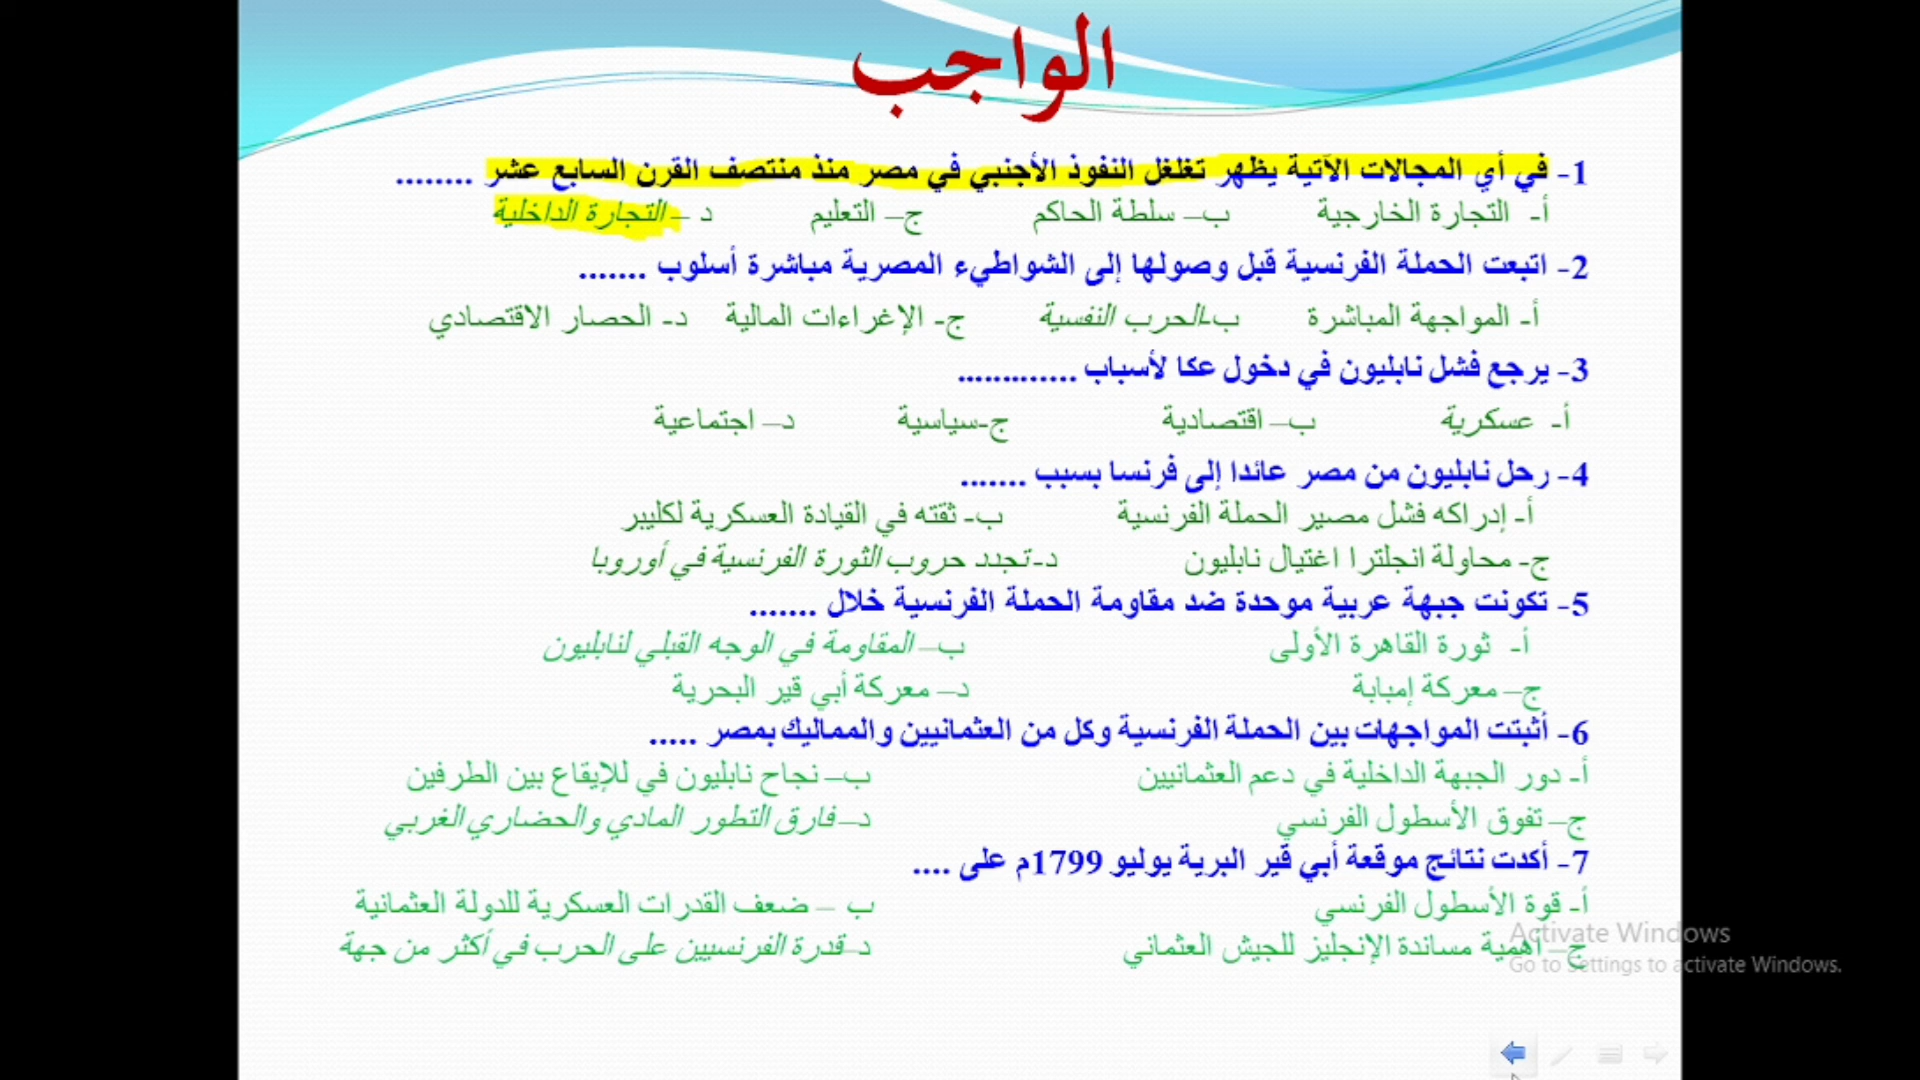 الواجب
1- في أي المجالات الآتية يظهر تغلغل النفوذ الأجنبي في مصر منذ منتصف القرن السابع عشر ........
أ- التجارة الخارجية ب– سلطة الحاكم ج– التعليم د – التجارة الداخلية
2- اتبعت الحملة الفرنسية قبل وصولها إلى الشواطيء المصرية مباشرة أسلوب .......
أ- المواجهة المباشرة ب-الحرب النفسية ج- الإغراءات المالية د- الحصار الاقتصادي
3- يرجع فشل نابليون في دخول عكا لأسباب .............
أ- عسكرية ب– اقتصادية ج-سياسية د– اجتماعية
4- رحل نابليون من مصر عائدا إلى فرنسا بسبب .......
أ- إدراكه فشل مصير الحملة الفرنسية ب- ثقته في القيادة العسكرية لكليبر
ج- محاولة انجلترا اغتيال نابليون د-تجدد حروب الثورة الفرنسية في أوروبا
5- تكونت جبهة عربية موحدة ضد مقاومة الحملة الفرنسية خلال .......
أ- ثورة القاهرة الأولى ب– المقاومة في الوجه القبلي لنابليون
ج– معركة إمبابة د– معركة أبي قير البحرية
6- أثبتت المواجهات بين الحملة الفرنسية وكل من العثمانيين والمماليك بمصر .....
أ- دور الجبهة الداخلية في دعم العثمانيين ب– نجاح نابليون في للإيقاع بين الطرفين
ج– تفوق الأسطول الفرنسي د– فارق التطور المادي والحضاري الغربي
7- أكدت نتائج موقعة أبي قير البرية يوليو 1799م على ....
أ- قوة الأسطول الفرنسي ب – ضعف القدرات العسكرية للدولة العثمانية
ج– أهمية مساندة الإنجليز للجيش العثماني د–قدرة الفرنسيين على الحرب في أكثر من جهة
Activate Windows
Go to Settings to activate Windows.